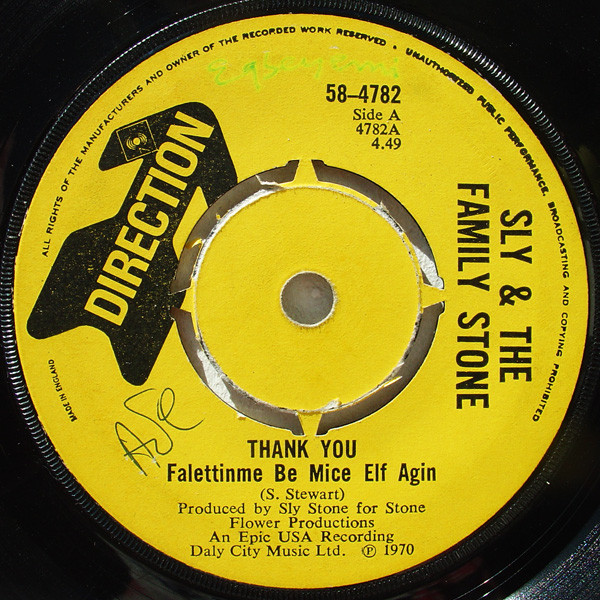 ALL RIGHTS OF THE MANUFACTURERS AND OWNER OF THE RECORDED WORK RESERVED • UNAUTHORIZED PUBLIC PERFORMANCE, BROADCASTING AND COPYING PROHIBITED
58-4782
Side A
4782A
4.49
DIRECTION
SLY & THE
FAMILY STONE
MADE IN ENGLAND
THANK YOU
Falettinme Be Mice Elf Agin
(S. Stewart)
Produced by Sly Stone for Stone
Flower Productions
An Epic USA Recording
Daly City Music Ltd. Ⓟ 1970